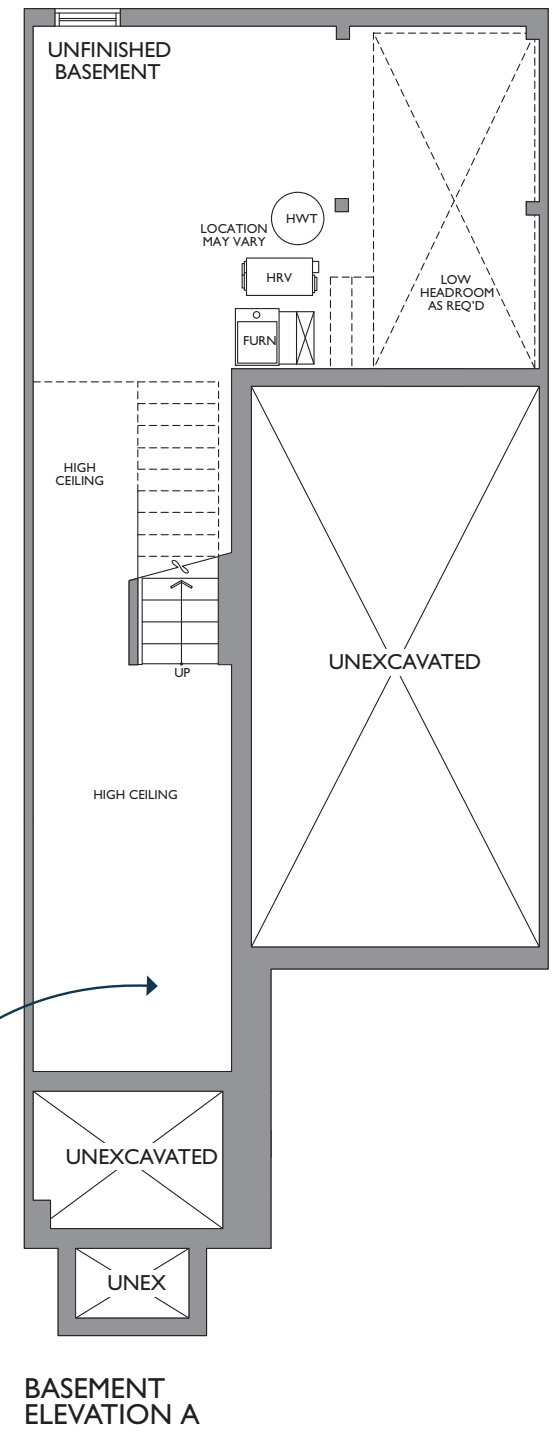 UNFINISHED
BASEMENT
HWT
LOCATION
MAY VARY
HRV
LOW
HEADROOM
AS REQ'D
FURN
HIGH
CEILING
UNEXCAVATED
UP
HIGH CEILING
UNEXCAVATED
UNEX
BASEMENT
ELEVATION A